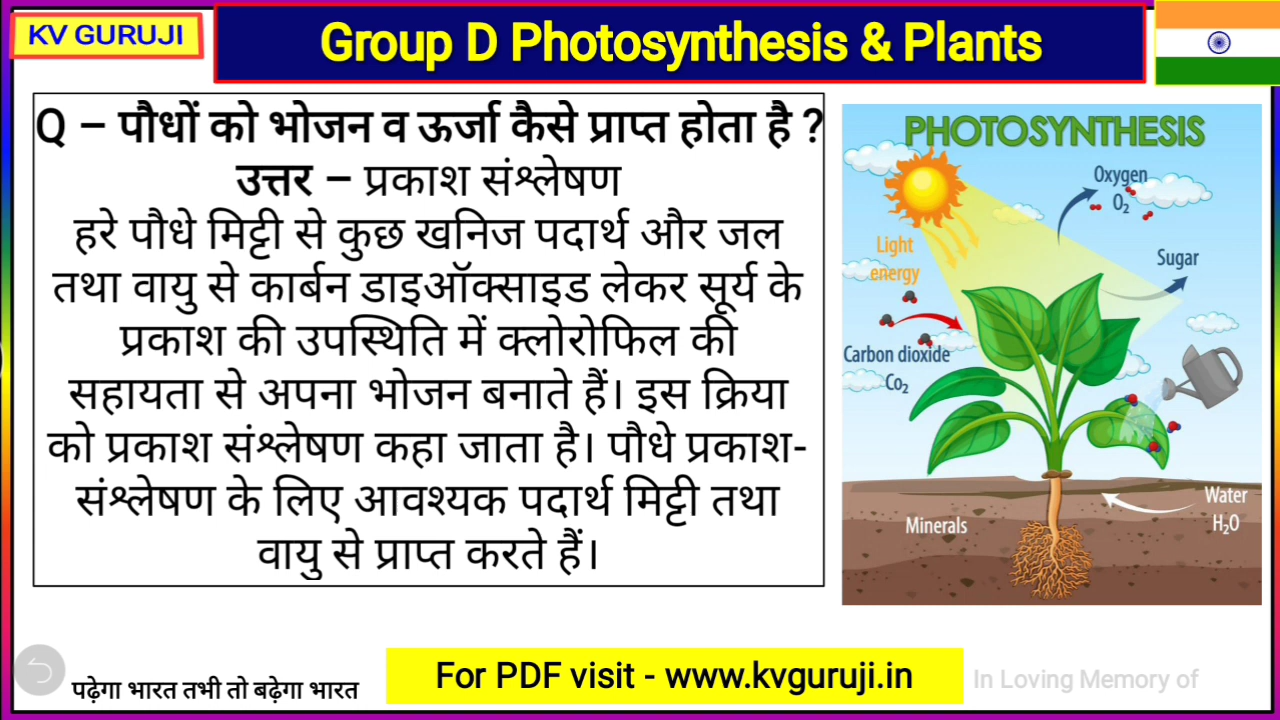 KV GURUJI
Group D Photosynthesis & Plants
Q – पौधों को भोजन व ऊर्जा कैसे प्राप्त होता है ?
उत्तर – प्रकाश संश्लेषण
हरे पौधे मिट्टी से कुछ खनिज पदार्थ और जल
तथा वायु से कार्बन डाइऑक्साइड लेकर सूर्य के
प्रकाश की उपस्थिति में क्लोरोफिल की
सहायता से अपना भोजन बनाते हैं। इस क्रिया
को प्रकाश संश्लेषण कहा जाता है। पौधे प्रकाश-
संश्लेषण के लिए आवश्यक पदार्थ मिट्टी तथा
वायु से प्राप्त करते हैं।
PHOTOSYNTHESIS
Oxygen
O₂
Light
energy
Sugar
Carbon dioxide
Co₂
Water
H₂O
Minerals
पढ़ेगा भारत तभी तो बढ़ेगा भारत
For PDF visit - www.kvguruji.in
In Loving Memory of